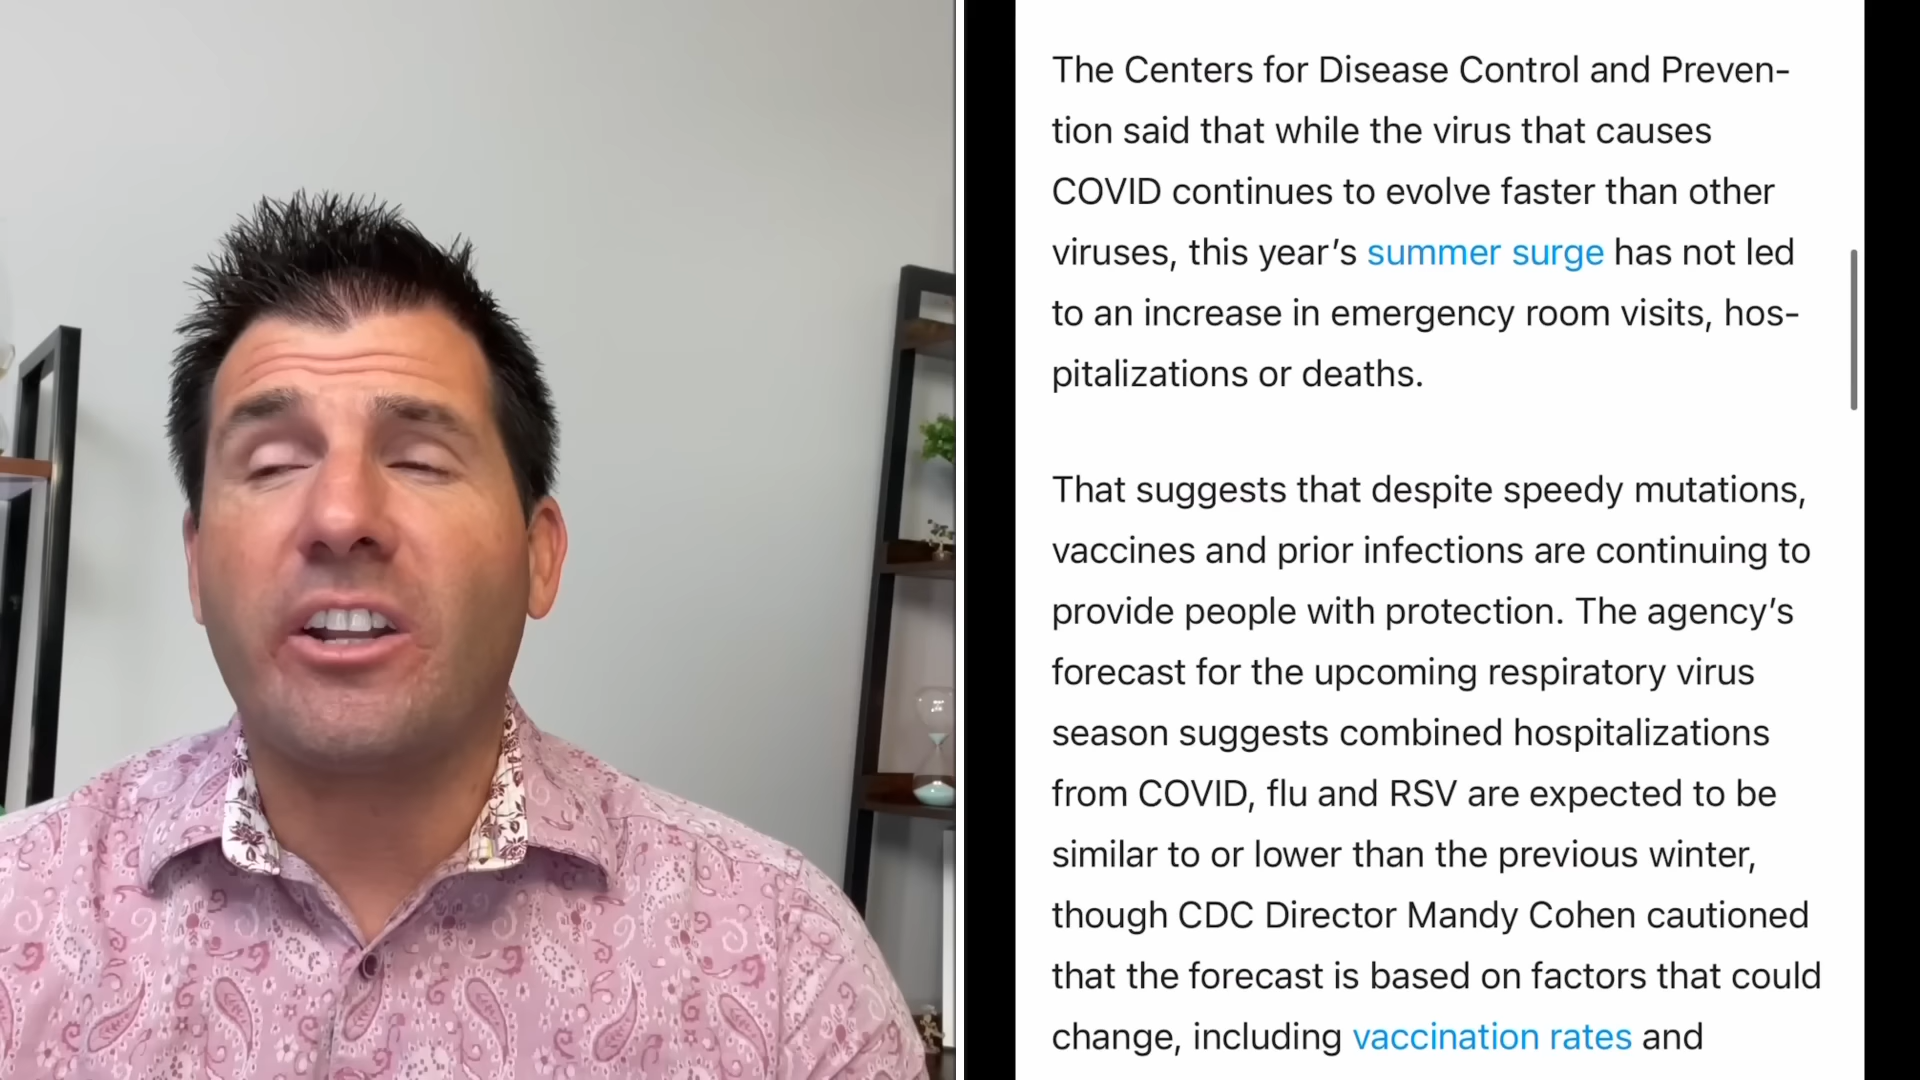 The Centers for Disease Control and Preven-
tion said that while the virus that causes
COVID continues to evolve faster than other
viruses, this year’s summer surge has not led
to an increase in emergency room visits, hos-
pitalizations or deaths.
That suggests that despite speedy mutations,
vaccines and prior infections are continuing to
provide people with protection. The agency’s
forecast for the upcoming respiratory virus
season suggests combined hospitalizations
from COVID, flu and RSV are expected to be
similar to or lower than the previous winter,
though CDC Director Mandy Cohen cautioned
that the forecast is based on factors that could
change, including vaccination rates and